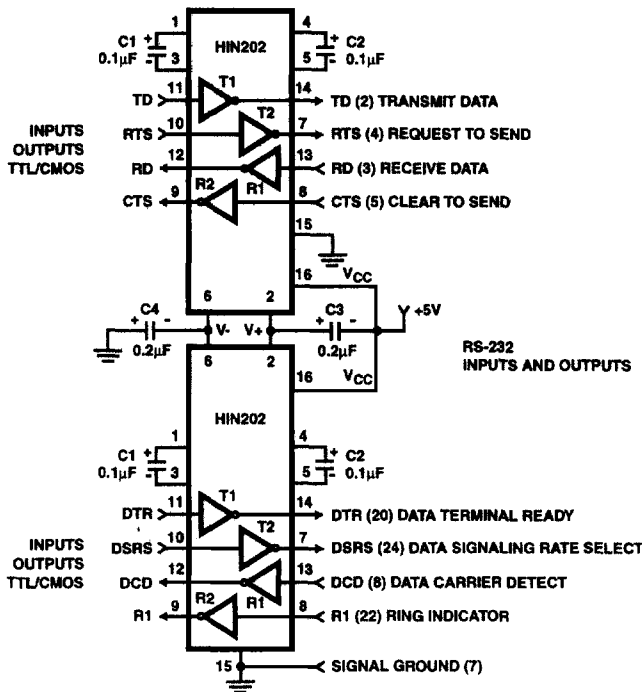 1 4
C1 + HIN202 + C2
0.1µF - 3 5 - 0.1µF
T1
TD 11 14 TD (2) TRANSMIT DATA
T2
INPUTS
OUTPUTS
TTL/CMOS
RTS 10 7 RTS (4) REQUEST TO SEND
RD 12 13 RD (3) RECEIVE DATA
R2 R1
CTS 9 8 CTS (5) CLEAR TO SEND
15
16 VCC
6 2
C4 C3 +5V
+ - V- V+ + -
0.2µF 6 2 0.2µF
RS-232
INPUTS AND OUTPUTS
16 VCC
HIN202
1 4
C1 + + C2
0.1µF - 3 5 - 0.1µF
T1
DTR 11 14 DTR (20) DATA TERMINAL READY
T2
INPUTS
OUTPUTS
TTL/CMOS
DSRS 10 7 DSRS (24) DATA SIGNALING RATE SELECT
DCD 12 13 DCD (8) DATA CARRIER DETECT
R2 R1
R1 9 8 R1 (22) RING INDICATOR
15 SIGNAL GROUND (7)